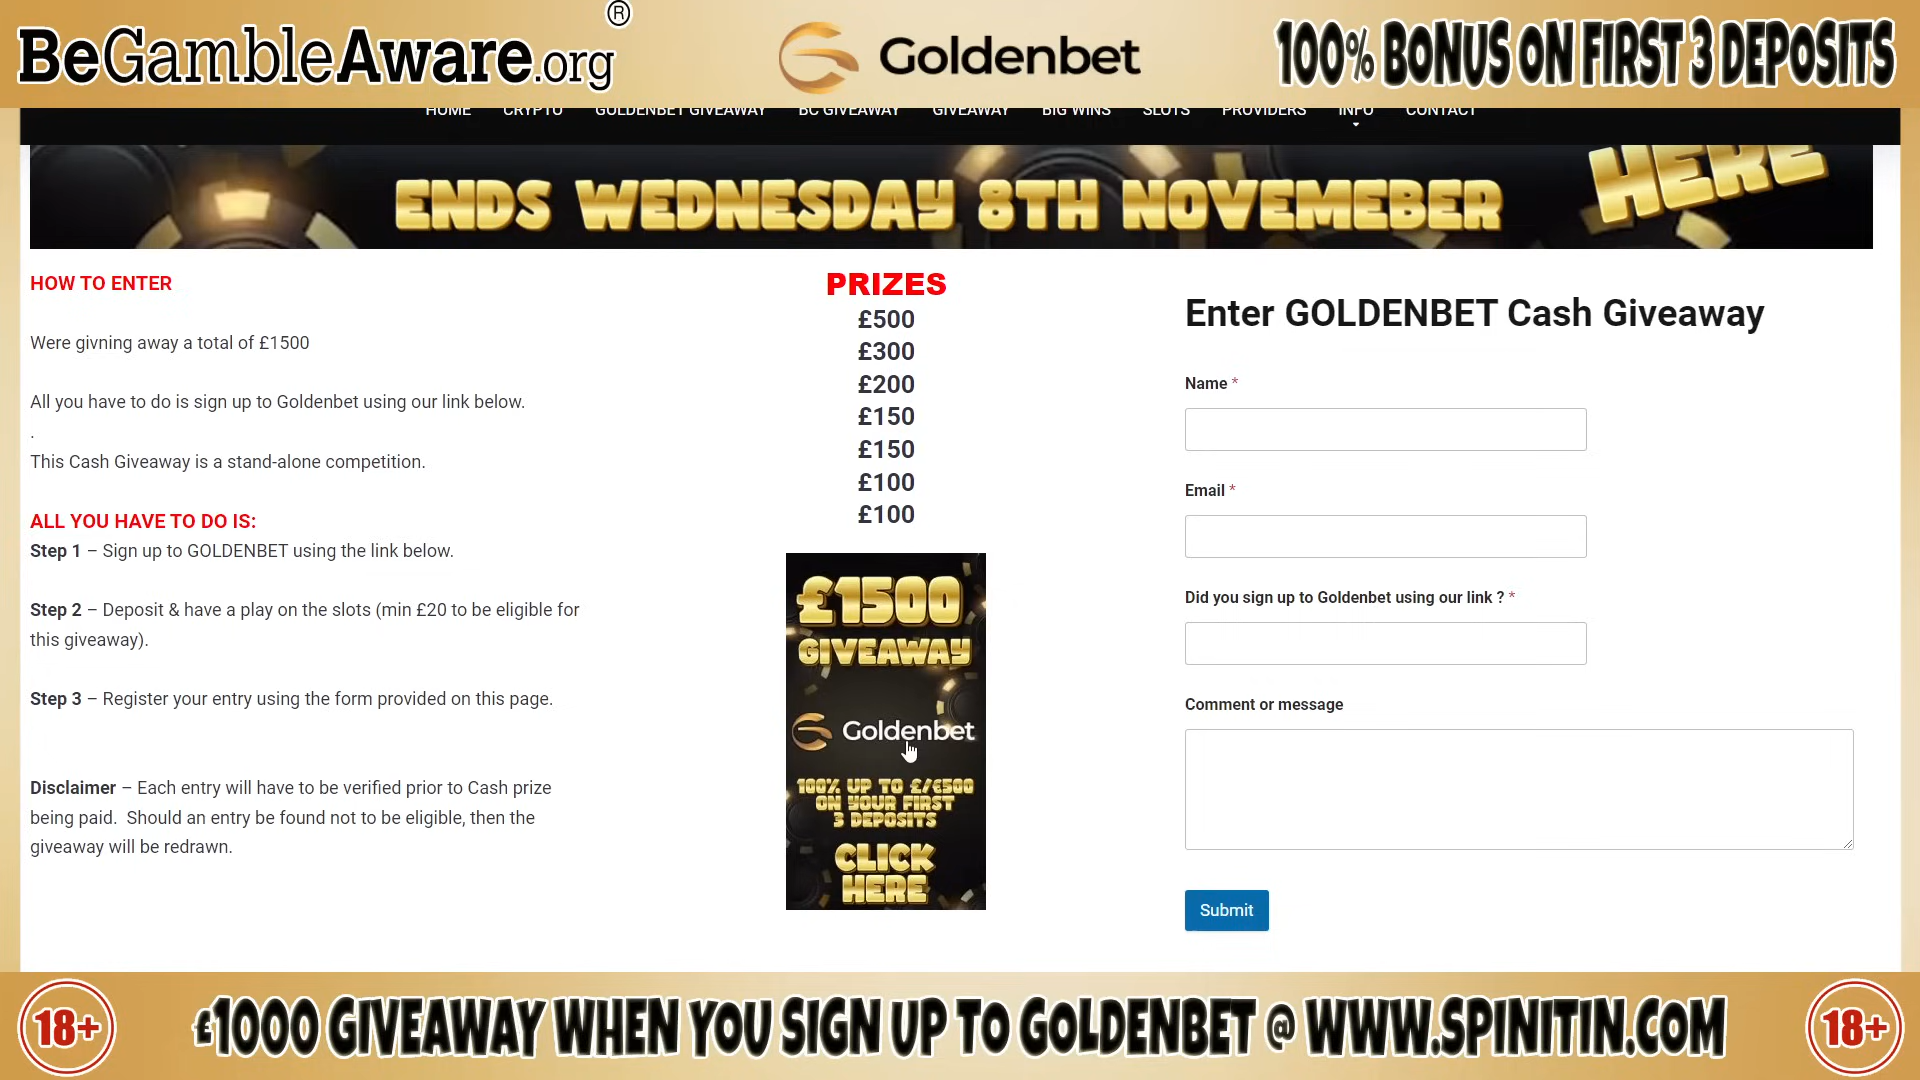 BeGambleAware.org®
Goldenbet
100% BONUS ON FIRST 3 DEPOSITS
HOME CRYPTO GOLDENBET GIVEAWAY BC GIVEAWAY GIVEAWAY BIG WINS SLOTS PROVIDERS INFO CONTACT
HERE
ENDS WEDNESDAY 8TH NOVEMEBER
HOW TO ENTER
Were givning away a total of £1500
All you have to do is sign up to Goldenbet using our link below.
.
This Cash Giveaway is a stand-alone competition.
ALL YOU HAVE TO DO IS:
Step 1 – Sign up to GOLDENBET using the link below.
Step 2 – Deposit & have a play on the slots (min £20 to be eligible for
this giveaway).
Step 3 – Register your entry using the form provided on this page.
Disclaimer – Each entry will have to be verified prior to Cash prize
being paid.  Should an entry be found not to be eligible, then the
giveaway will be redrawn.
PRIZES
£500
£300
£200
£150
£150
£100
£100
£1500
GIVEAWAY
Goldenbet
100% UP TO £/€500
ON YOUR FIRST
3 DEPOSITS
CLICK
HERE
Enter GOLDENBET Cash Giveaway
Name *
Email *
Did you sign up to Goldenbet using our link ? *
Comment or message
Submit
18+
£1000 GIVEAWAY WHEN YOU SIGN UP TO GOLDENBET @ WWW.SPINITIN.COM
18+